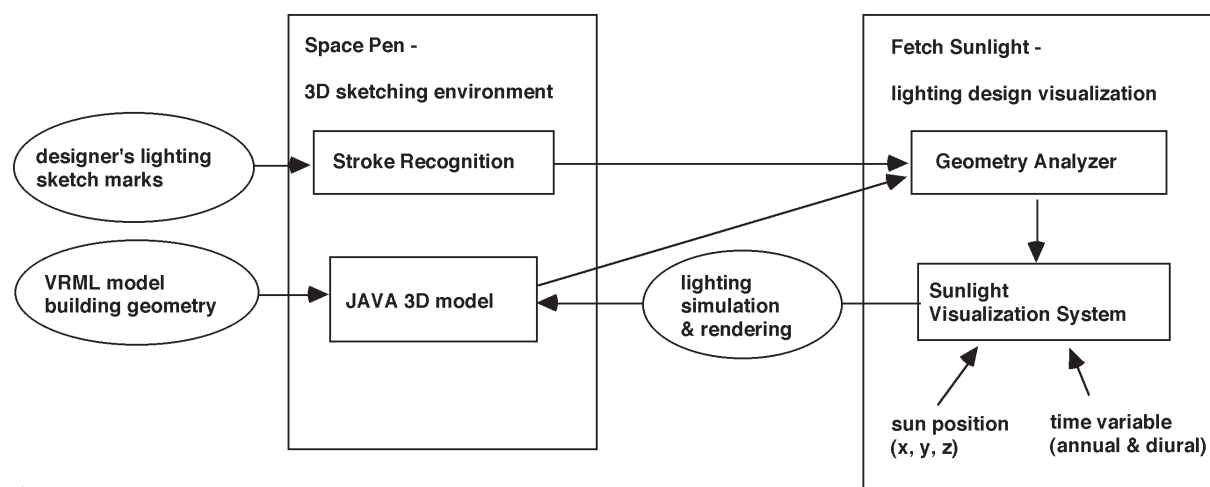 Space Pen -
3D sketching environment
Fetch Sunlight -
lighting design visualization
designer's lighting
sketch marks
Stroke Recognition
Geometry Analyzer
VRML model
building geometry
JAVA 3D model
lighting
simulation
& rendering
Sunlight
Visualization System
sun position
(x, y, z)
time variable
(annual & diural)